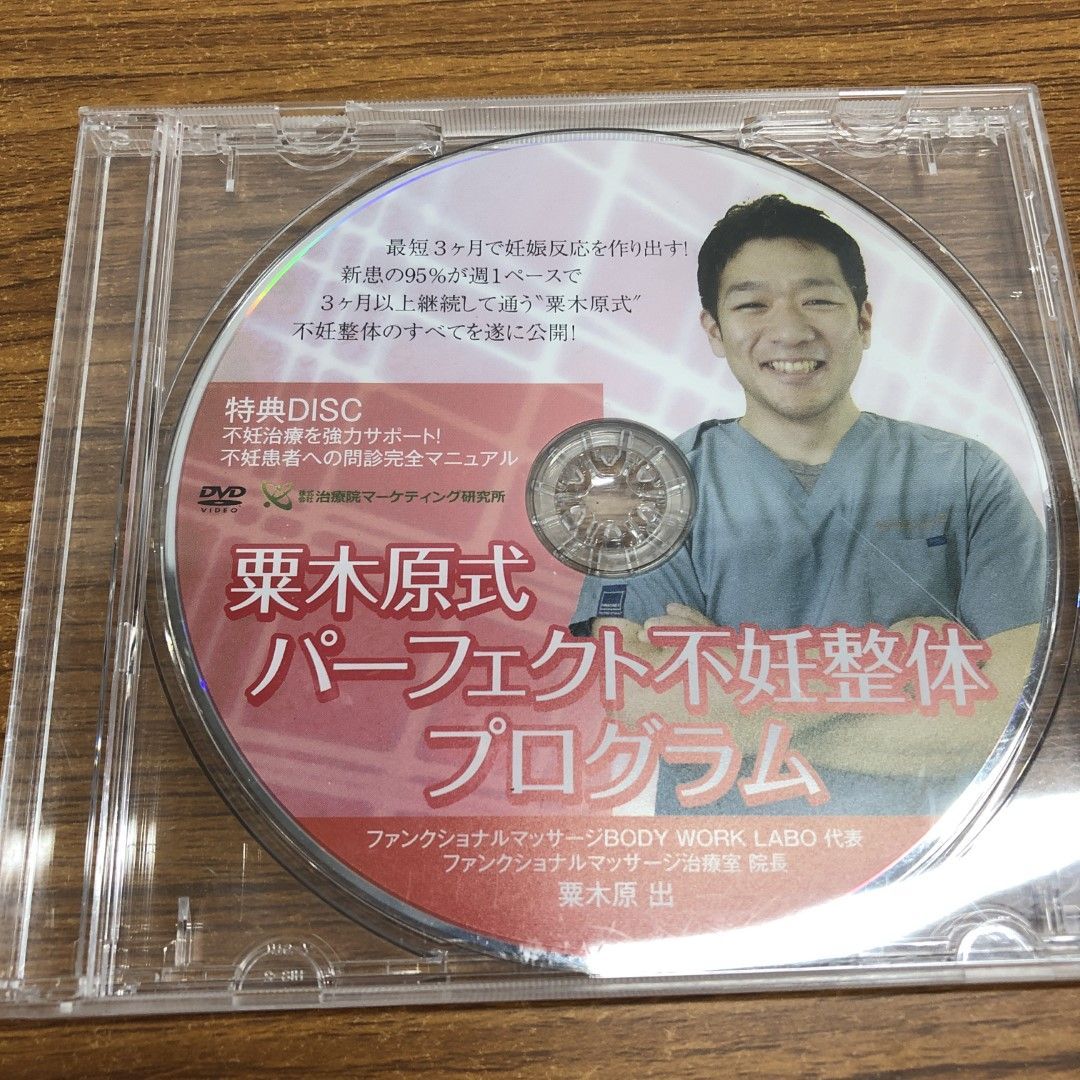 最短3ヶ月で妊娠反応を作り出す!
新患の95%が週1ペースで
3ヶ月以上継続して通う〝粟木原式〟
不妊整体のすべてを遂に公開!
特典DISC
不妊治療を強力サポート!
不妊患者への問診完全マニュアル
DVD
VIDEO
株式会社治療院マーケティング研究所
粟木原式
パーフェクト不妊整体
プログラム
ファンクショナルマッサージBODY WORK LABO 代表
ファンクショナルマッサージ治療室 院長
粟木原 出